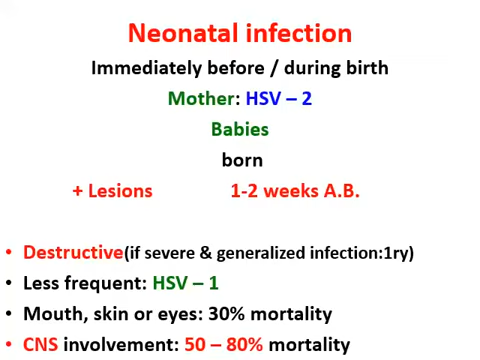 Neonatal infection
Immediately before / during birth
Mother: HSV – 2
Babies
born
+ Lesions 1-2 weeks A.B.
• Destructive(if severe & generalized infection:1ry)
• Less frequent: HSV – 1
• Mouth, skin or eyes: 30% mortality
• CNS involvement: 50 – 80% mortality